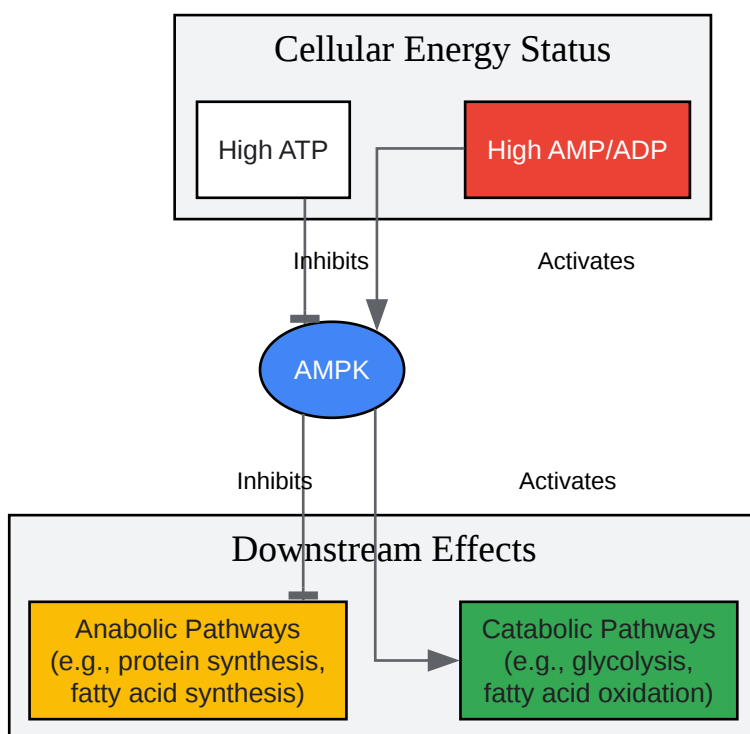 Cellular Energy Status
High ATP
High AMP/ADP
Inhibits
Activates
AMPK
Inhibits
Activates
Downstream Effects
Anabolic Pathways
(e.g., protein synthesis,
fatty acid synthesis)
Catabolic Pathways
(e.g., glycolysis,
fatty acid oxidation)